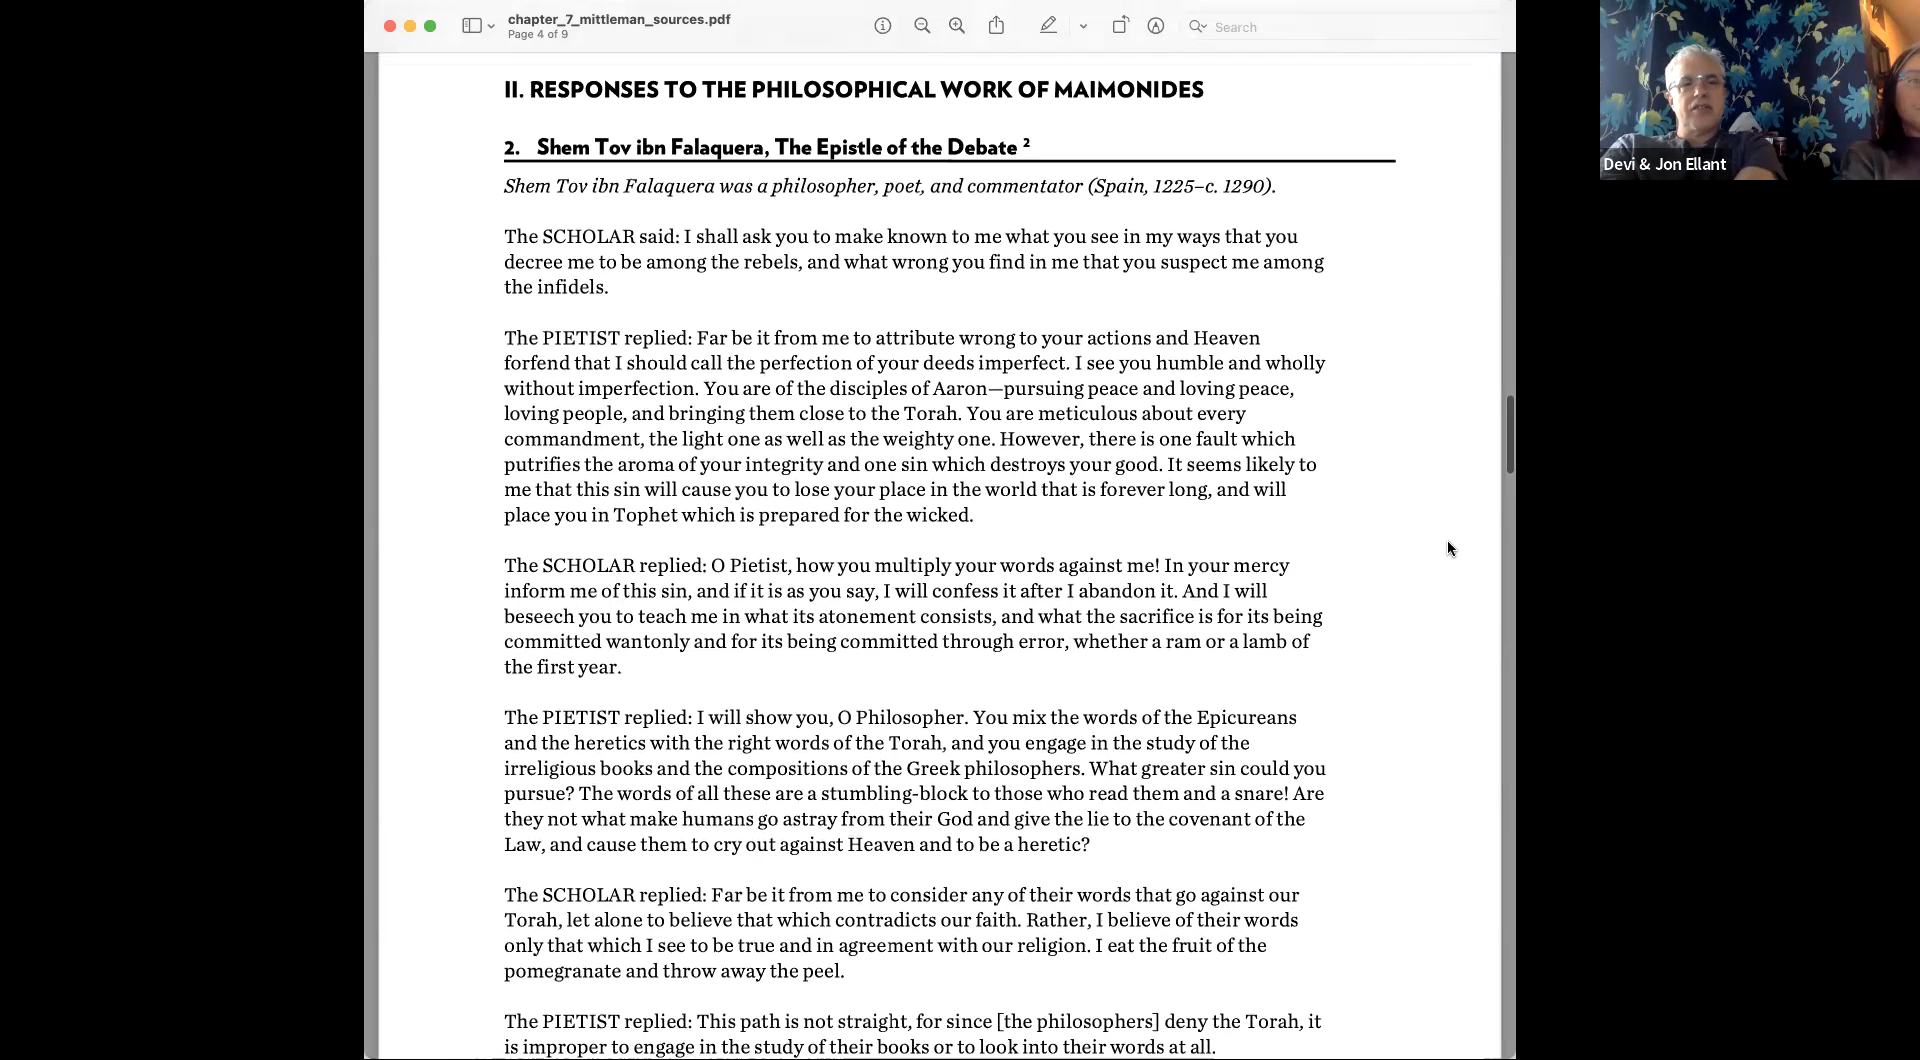 chapter_7_mittleman_sources.pdf
Page 4 of 9
Search
Devi & Jon Ellant
II. RESPONSES TO THE PHILOSOPHICAL WORK OF MAIMONIDES
2. Shem Tov ibn Falaquera, The Epistle of the Debate 2
Shem Tov ibn Falaquera was a philosopher, poet, and commentator (Spain, 1225–c. 1290).
The SCHOLAR said: I shall ask you to make known to me what you see in my ways that you
decree me to be among the rebels, and what wrong you find in me that you suspect me among
the infidels.
The PIETIST replied: Far be it from me to attribute wrong to your actions and Heaven
forfend that I should call the perfection of your deeds imperfect. I see you humble and wholly
without imperfection. You are of the disciples of Aaron—pursuing peace and loving peace,
loving people, and bringing them close to the Torah. You are meticulous about every
commandment, the light one as well as the weighty one. However, there is one fault which
putrifies the aroma of your integrity and one sin which destroys your good. It seems likely to
me that this sin will cause you to lose your place in the world that is forever long, and will
place you in Tophet which is prepared for the wicked.
The SCHOLAR replied: O Pietist, how you multiply your words against me! In your mercy
inform me of this sin, and if it is as you say, I will confess it after I abandon it. And I will
beseech you to teach me in what its atonement consists, and what the sacrifice is for its being
committed wantonly and for its being committed through error, whether a ram or a lamb of
the first year.
The PIETIST replied: I will show you, O Philosopher. You mix the words of the Epicureans
and the heretics with the right words of the Torah, and you engage in the study of the
irreligious books and the compositions of the Greek philosophers. What greater sin could you
pursue? The words of all these are a stumbling-block to those who read them and a snare! Are
they not what make humans go astray from their God and give the lie to the covenant of the
Law, and cause them to cry out against Heaven and to be a heretic?
The SCHOLAR replied: Far be it from me to consider any of their words that go against our
Torah, let alone to believe that which contradicts our faith. Rather, I believe of their words
only that which I see to be true and in agreement with our religion. I eat the fruit of the
pomegranate and throw away the peel.
The PIETIST replied: This path is not straight, for since [the philosophers] deny the Torah, it
is improper to engage in the study of their books or to look into their words at all.